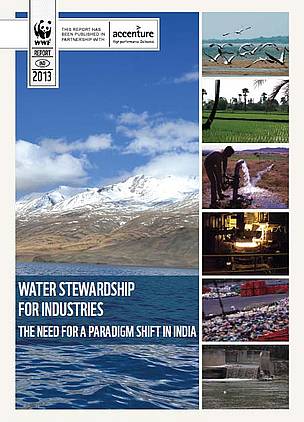 WWF
REPORT
IND
2013
THIS REPORT HAS
BEEN PUBLISHED IN
PARTNERSHIP WITH
accenture
High performance. Delivered.
WATER STEWARDSHIP
FOR INDUSTRIES
THE NEED FOR A PARADIGM SHIFT IN INDIA